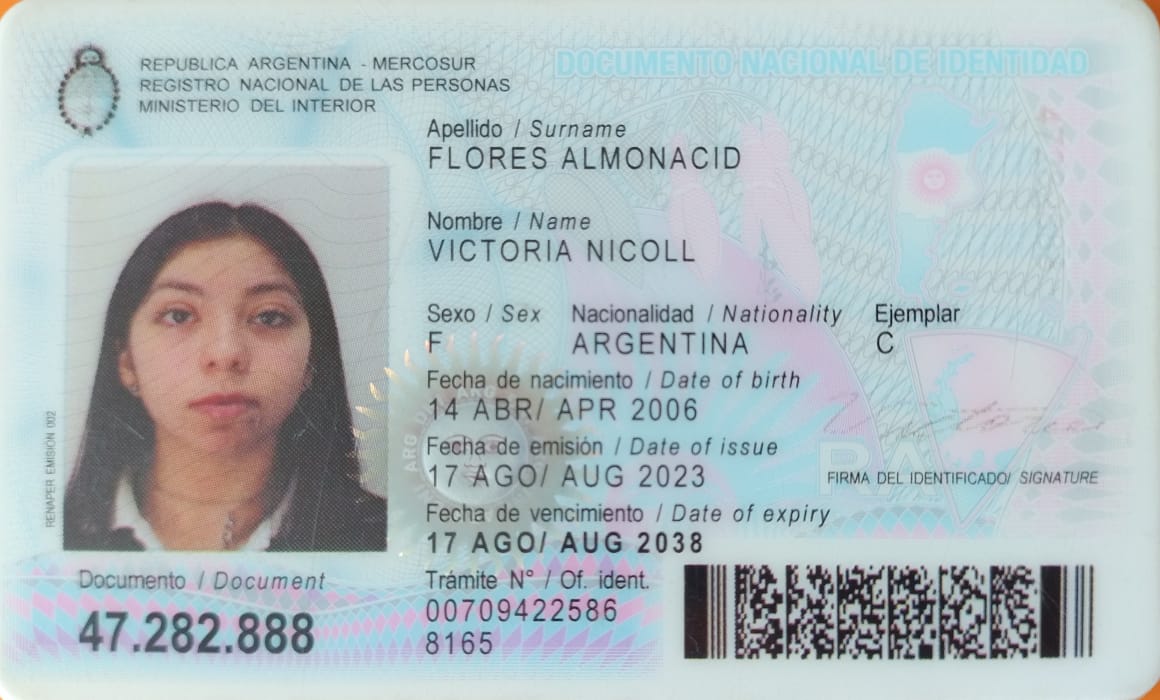 REPUBLICA ARGENTINA - MERCOSUR
REGISTRO NACIONAL DE LAS PERSONAS
MINISTERIO DEL INTERIOR
DOCUMENTO NACIONAL DE IDENTIDAD
Apellido / Surname
FLORES ALMONACID
Nombre / Name
VICTORIA NICOLL
Sexo / Sex Nacionalidad / Nationality Ejemplar
F ARGENTINA C
Fecha de nacimiento / Date of birth
14 ABR/ APR 2006
Fecha de emisión / Date of issue
17 AGO/ AUG 2023
FIRMA DEL IDENTIFICADO/ SIGNATURE
Fecha de vencimiento / Date of expiry
17 AGO/ AUG 2038
RENAPER EMISION 002
Documento / Document
47.282.888
Trámite N° / Of. ident.
00709422586
8165
RA